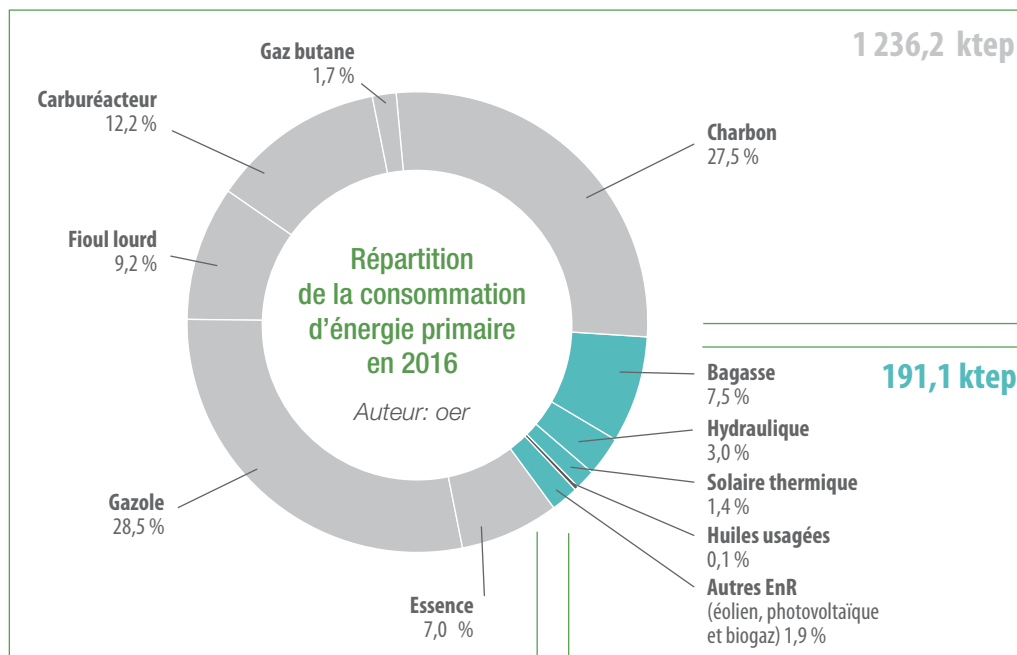 1 236,2 ktep
Gaz butane
1,7 %
Carburéacteur
12,2 %
Charbon
27,5 %
Fioul lourd
9,2 %
Répartition
de la consommation
d'énergie primaire
en 2016
Auteur: oer
191,1 ktep
Bagasse
7,5 %
Hydraulique
3,0 %
Solaire thermique
1,4 %
Huiles usagées
0,1 %
Autres EnR
(éolien, photovoltaïque
et biogaz) 1,9 %
Gazole
28,5 %
Essence
7,0 %